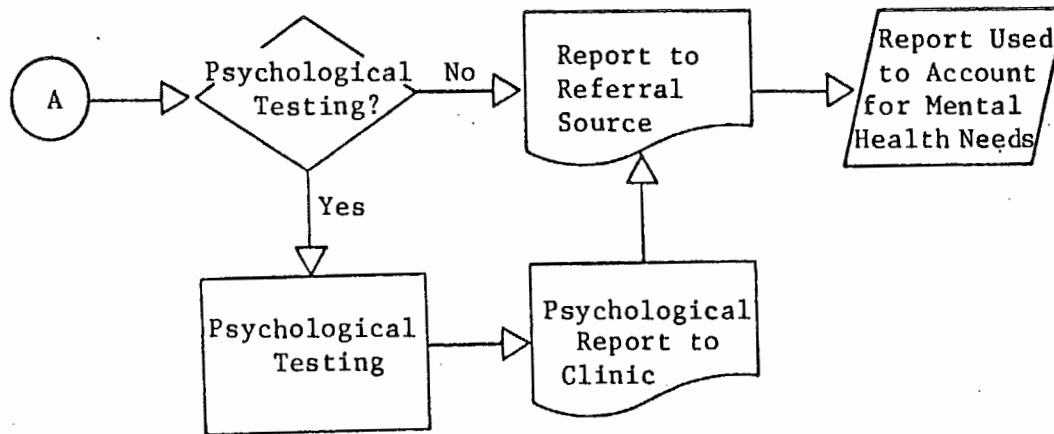 A
Psychological
Testing?
No
Yes
Report to
Referral
Source
Report Used
to Account
for Mental
Health Needs
Psychological
Testing
Psychological
Report to
Clinic